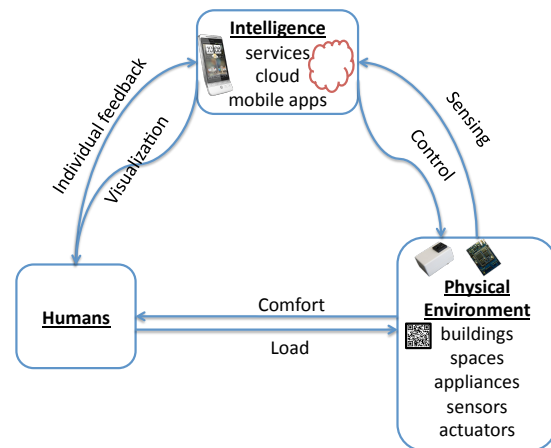 Intelligence
services
cloud
mobile apps
Individual feedback
Visualization
Control
Sensing
Humans
Comfort
Load
Physical
Environment
buildings
spaces
appliances
sensors
actuators